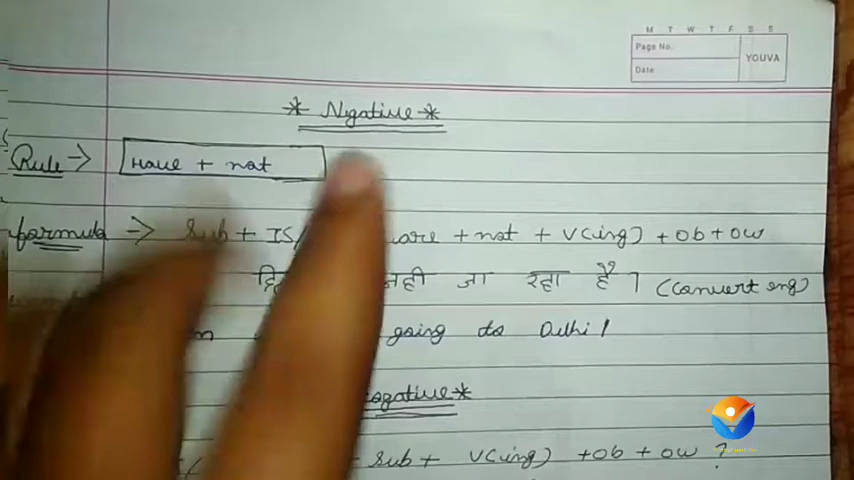 M T W T F S S
Page No.
YOUVA
Date
* Negative *
Rule → Have + not
formula → Sub + IS/ are + not + V(ing) + Ob + ow
नही जा रहा है । (Convert eng)
going to Delhi /
sub + V(ing) + Ob + ow ?